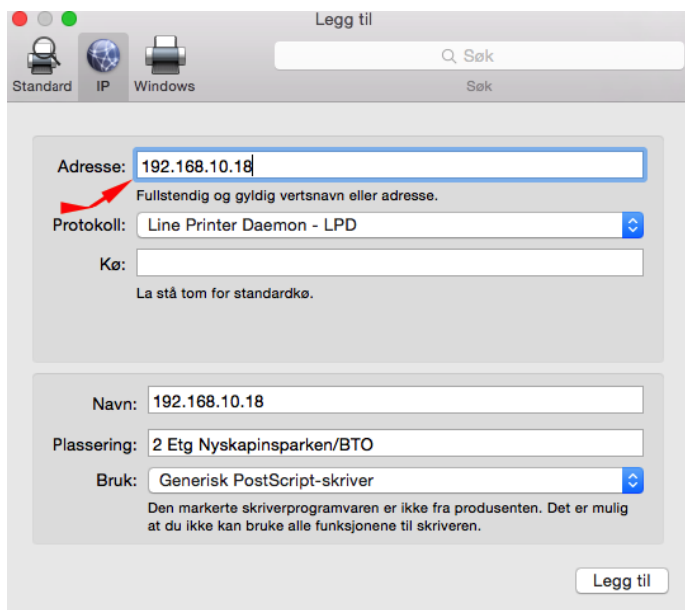 Legg til
Søk
Standard IP Windows Søk
Adresse: 192.168.10.18
Fullstendig og gyldig vertsnavn eller adresse.
Protokoll: Line Printer Daemon - LPD
Kø:
La stå tom for standardkø.
Navn: 192.168.10.18
Plassering: 2 Etg Nyskapinsparken/BTO
Bruk: Generisk PostScript-skriver
Den markerte skriverprogramvaren er ikke fra produsenten. Det er mulig
at du ikke kan bruke alle funksjonene til skriveren.
Legg til